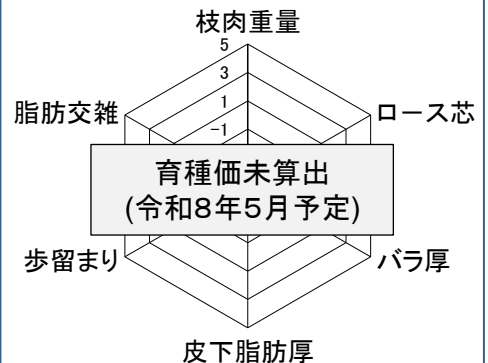 枝肉重量
5
3
1
-1
脂肪交雑
ロース芯
育種価未算出
(令和8年5月予定)
歩留まり
バラ厚
皮下脂肪厚